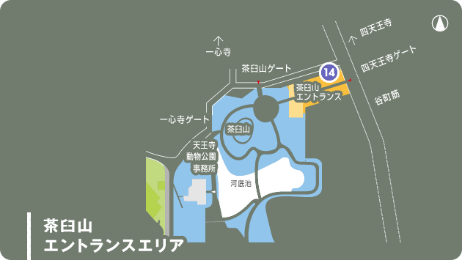 四天王寺
一心寺
茶臼山ゲート
四天王寺ゲート
14
茶臼山
エントランス
谷町筋
一心寺ゲート
茶臼山
天王寺
動物公園
事務所
河底池
茶臼山
エントランスエリア